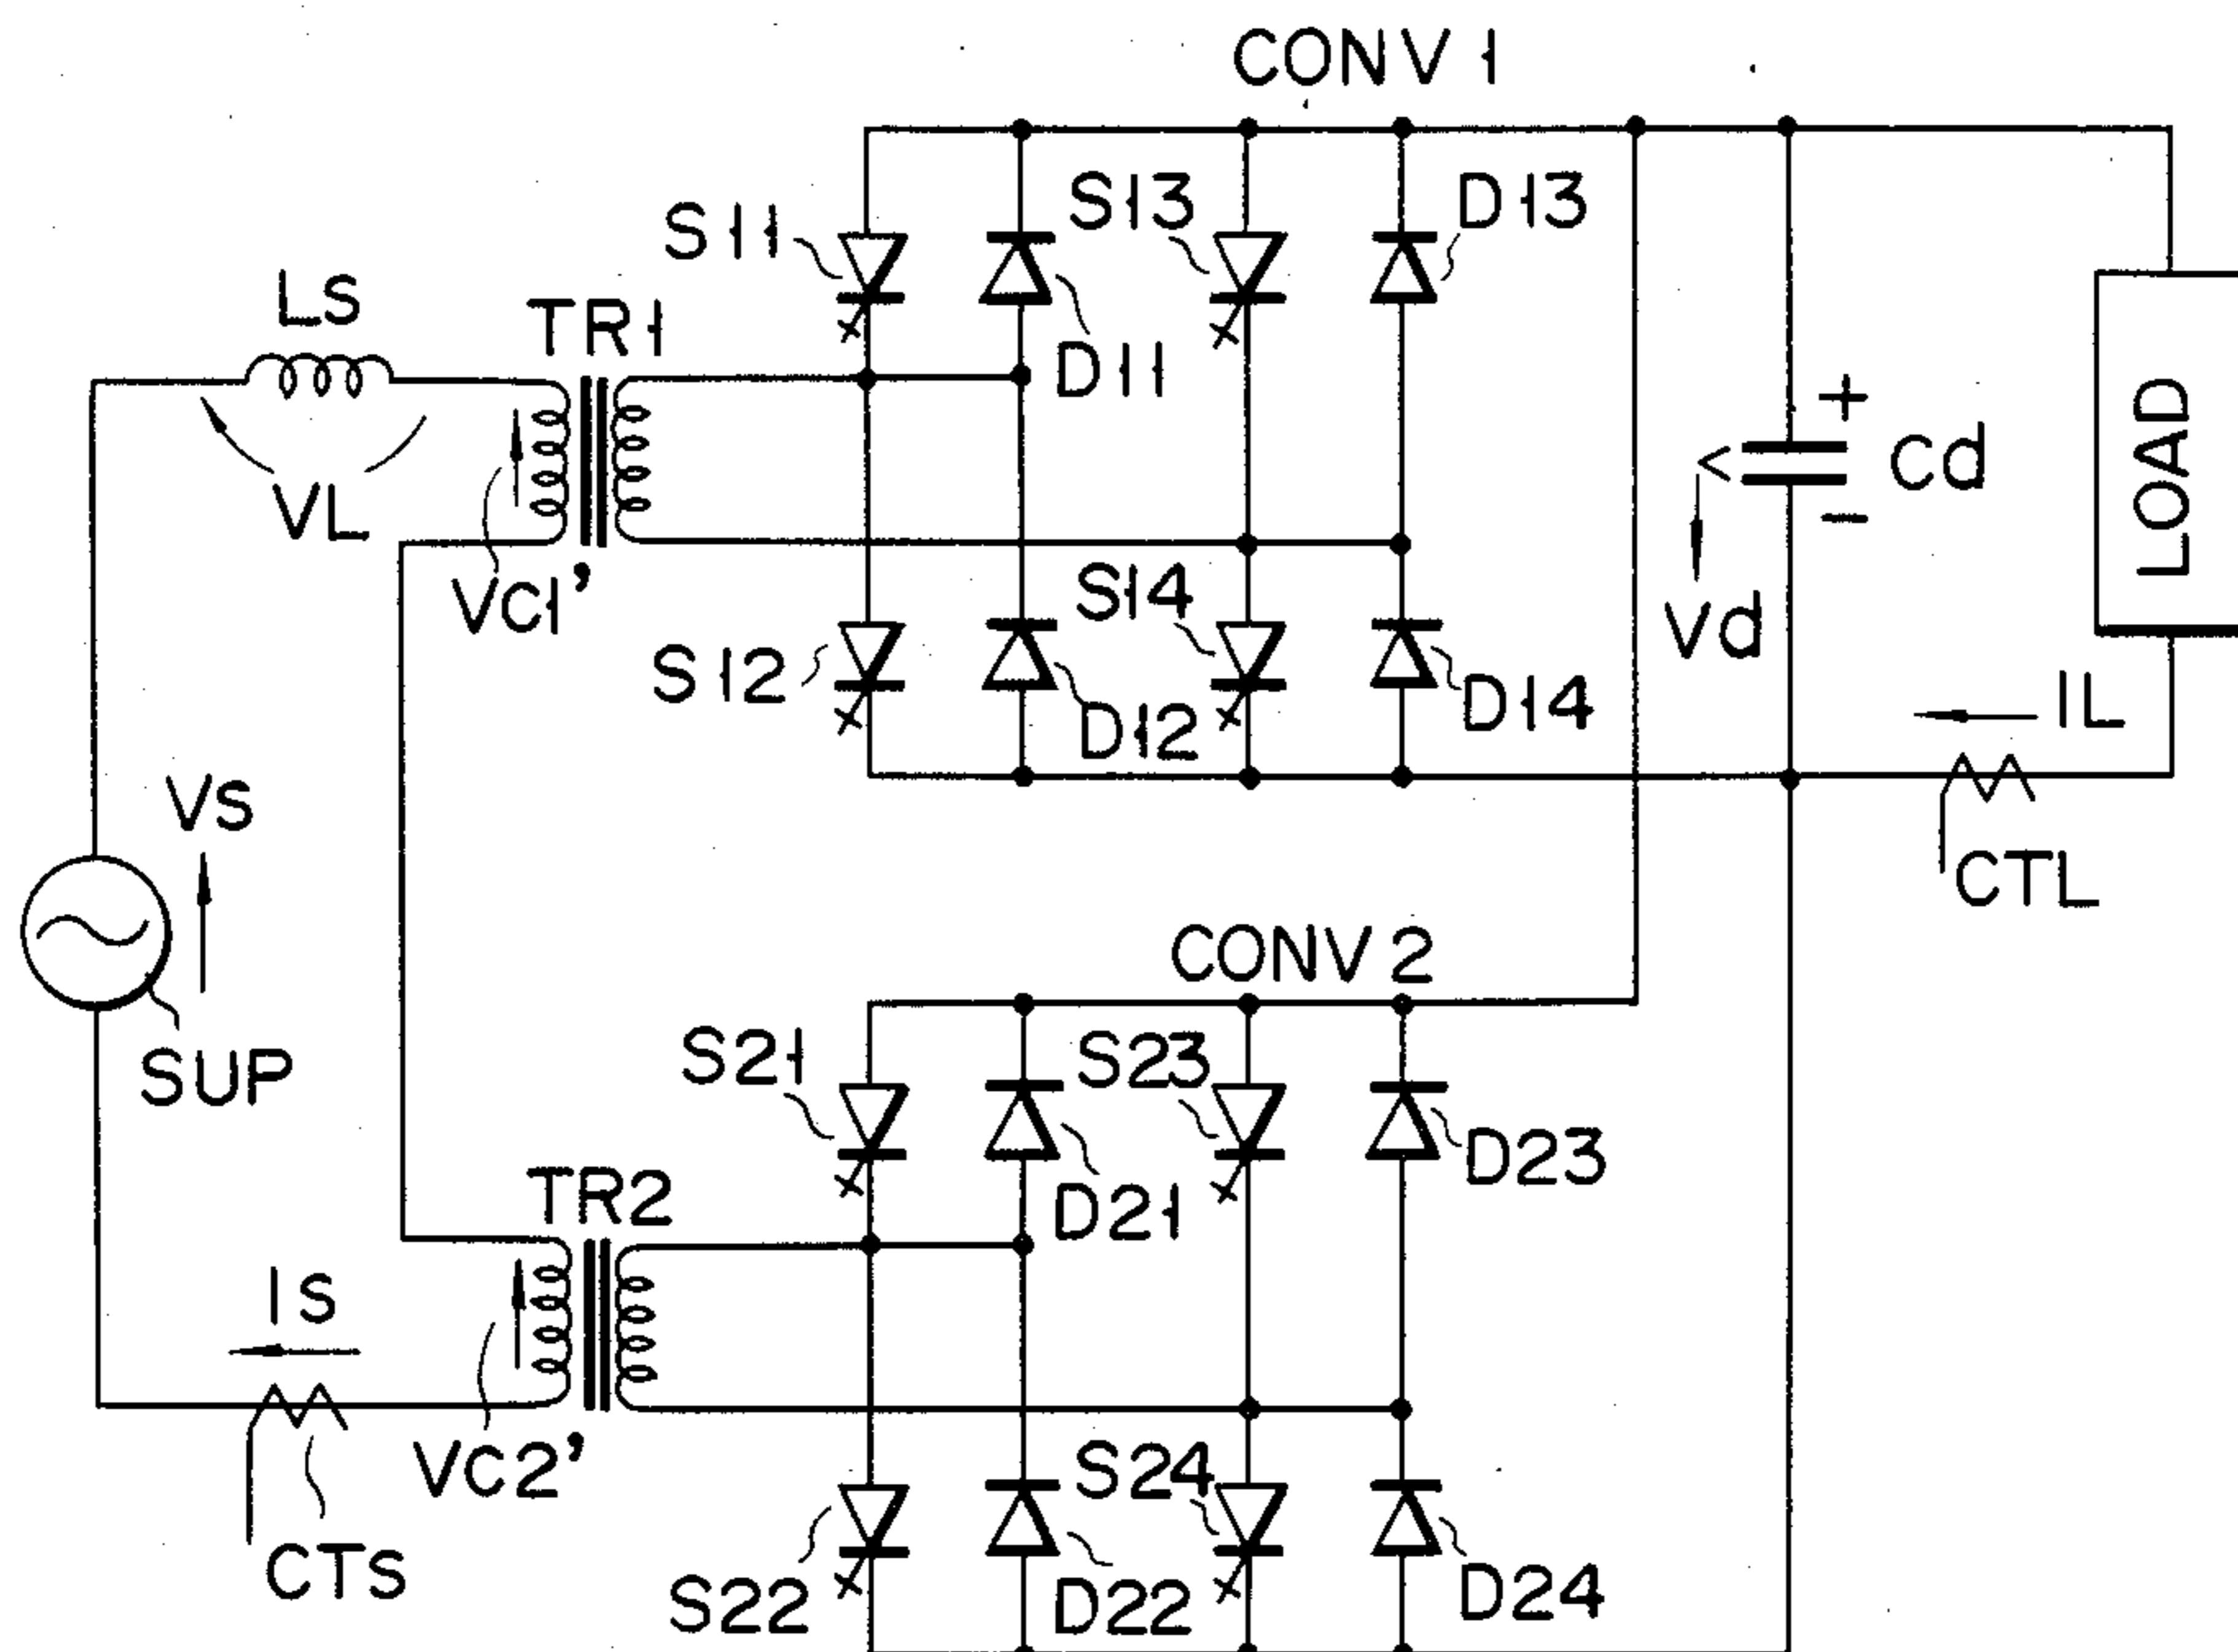 CONV 1
S11
S13
D13
LS
TR1
D11
+
Cd
LOAD
VL
VC1'
S14
Vd
−
S12
D12
D14
IL
VS
CTL
CONV 2
S21
S23
SUP
D23
TR2
D21
IS
VC2'
S24
CTS
S22
D22
D24